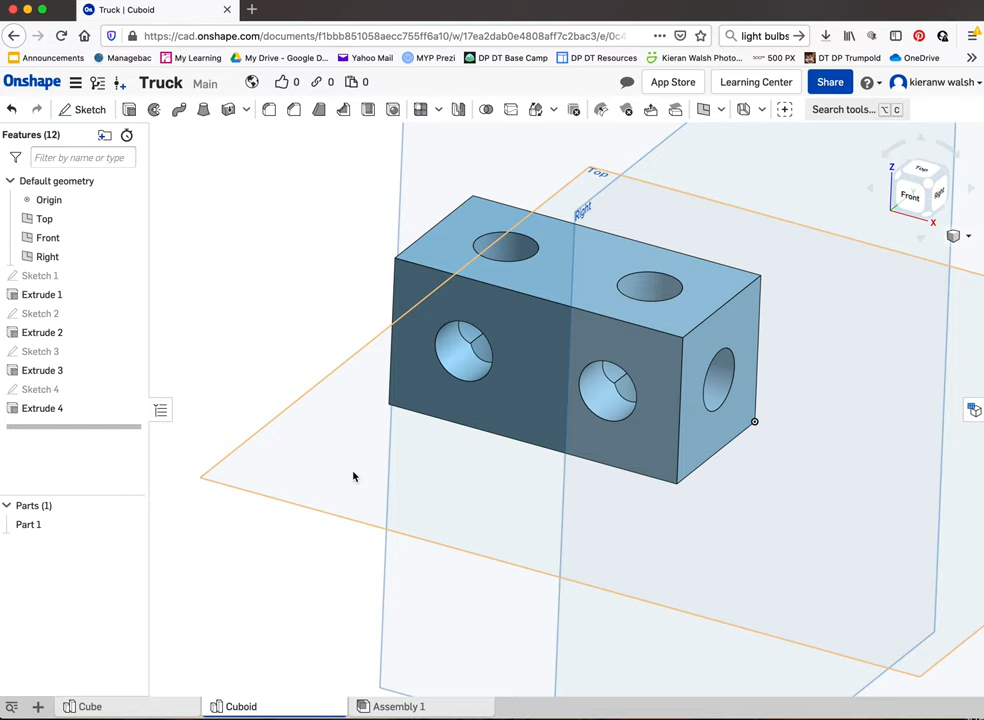 Truck | Cuboid
https://cad.onshape.com/documents/f1bbb851058aecc755ff6a10/w/17ea2dab0e4808aff7c2bac3/e/0c4
light bulbs
Announcements
Managebac
My Learning
My Drive - Google D...
Yahoo Mail
MYP Prezi
DP DT Base Camp
DP DT Resources
Kieran Walsh Photo...
500 PX
DT DP Trumpold
OneDrive
Onshape
Truck Main
0
0
0
App Store
Learning Center
Share
kieranw walsh
Sketch
Search tools... C
Features (12)
Filter by name or type
Default geometry
Origin
Top
Front
Right
Sketch 1
Extrude 1
Sketch 2
Extrude 2
Sketch 3
Extrude 3
Sketch 4
Extrude 4
Parts (1)
Part 1
Top
Right
Top
Z
Front
Right
X
Cube
Cuboid
Assembly 1